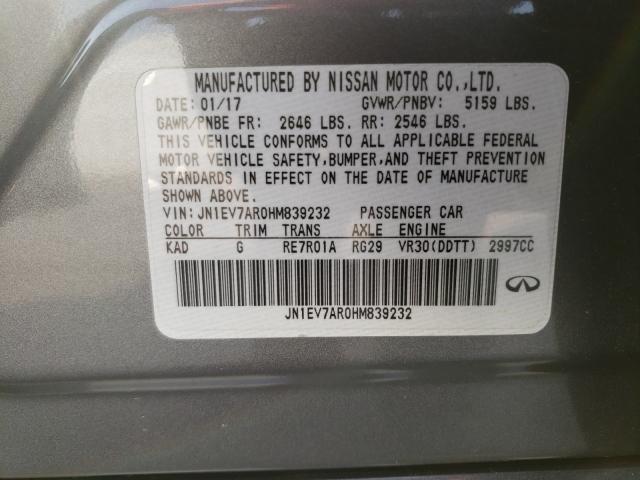 MANUFACTURED BY NISSAN MOTOR CO.,LTD.
DATE: 01/17 GVWR/PNBV: 5159 LBS.
GAWR/PNBE FR: 2646 LBS. RR: 2546 LBS.
THIS VEHICLE CONFORMS TO ALL APPLICABLE FEDERAL
MOTOR VEHICLE SAFETY,BUMPER,AND THEFT PREVENTION
STANDARDS IN EFFECT ON THE DATE OF MANUFACTURE
SHOWN ABOVE.
VIN: JN1EV7AR0HM839232 PASSENGER CAR
COLOR TRIM TRANS AXLE ENGINE
KAD G RE7R01A RG29 VR30(DDTT) 2997CC
JN1EV7AR0HM839232